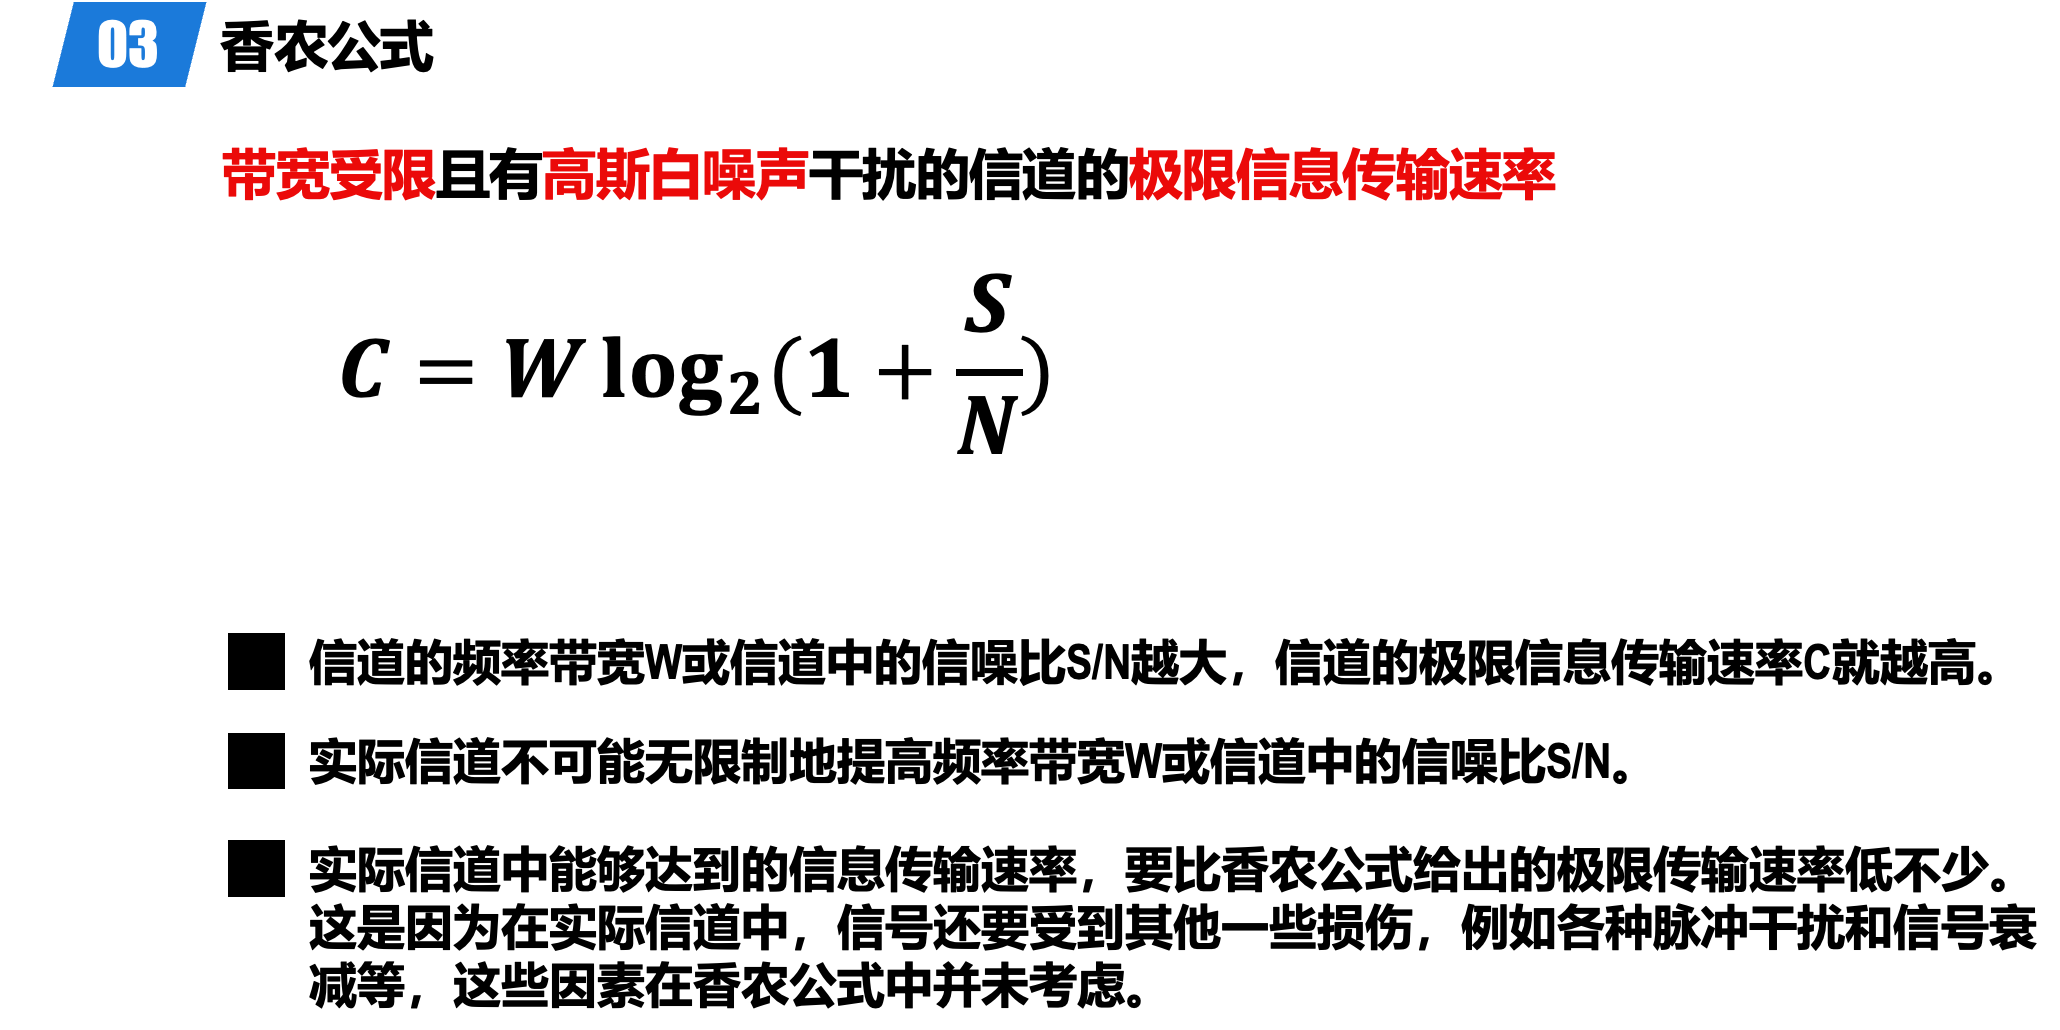 03 香农公式
带宽受限且有高斯白噪声干扰的信道的极限信息传输速率
C = W log₂(1 + S/N)
信道的频率带宽W或信道中的信噪比S/N越大，信道的极限信息传输速率C就越高。
实际信道不可能无限制地提高频率带宽W或信道中的信噪比S/N。
实际信道中能够达到的信息传输速率，要比香农公式给出的极限传输速率低不少。
这是因为在实际信道中，信号还要受到其他一些损伤，例如各种脉冲干扰和信号衰
减等，这些因素在香农公式中并未考虑。